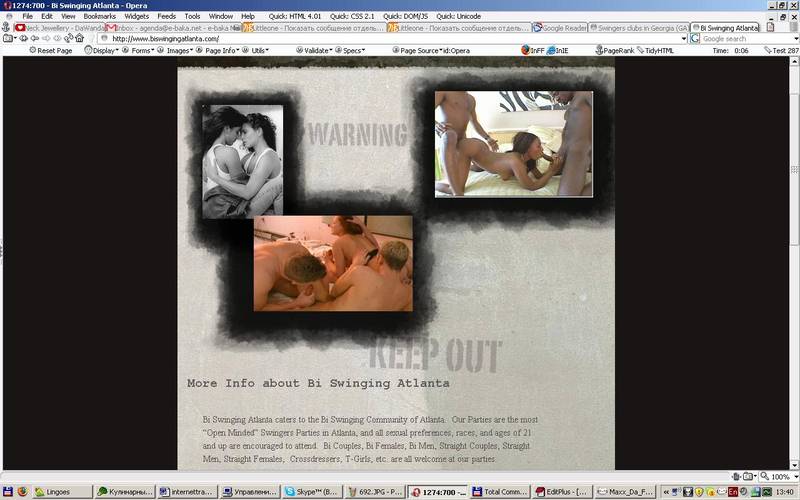 1274:700 - Bi Swinging Atlanta - Opera
File Edit View Bookmarks Widgets Feeds Tools Window Help Quick: HTML 4.01 Quick: CSS 2.1 Quick: DOM/JS Quick: Unicode
Neck Jewellery - DaWanda
Inbox - agenda@e-baka.net - e-baka
Littleone - Показать сообщение отдель...
Littleone - Показать сообщение отдель...
Google Reader
Swingers clubs in Georgia (GA)
Bi Swinging Atlanta
http://www.biswingingatlanta.com/
Google search
Reset Page Display Forms Images Page Info Utils Validate Specs Page Source id:Opera InFF InIE PageRank TidyHTML Time: 0:06 Test 287
WARNING
KEEP OUT
More Info about Bi Swinging Atlanta
Bi Swinging Atlanta caters to the Bi Swinging Community of Atlanta. Our Parties are the most
“Open Minded” Swingers Parties in Atlanta, and all sexual preferences, races, and ages of 21
and up are encouraged to attend. Bi Couples, Bi Females, Bi Men, Straight Couples, Straight
Men, Straight Females, Crossdressers, T-Girls, etc. are all welcome at our parties.
100%
Lingoes
Кулинарны...
internettra...
Управлени...
Skype™ (B...
692.JPG - P...
1274:700 -...
Total Comm...
EditPlus - [...
Maxx_Da_F...
En
13:40